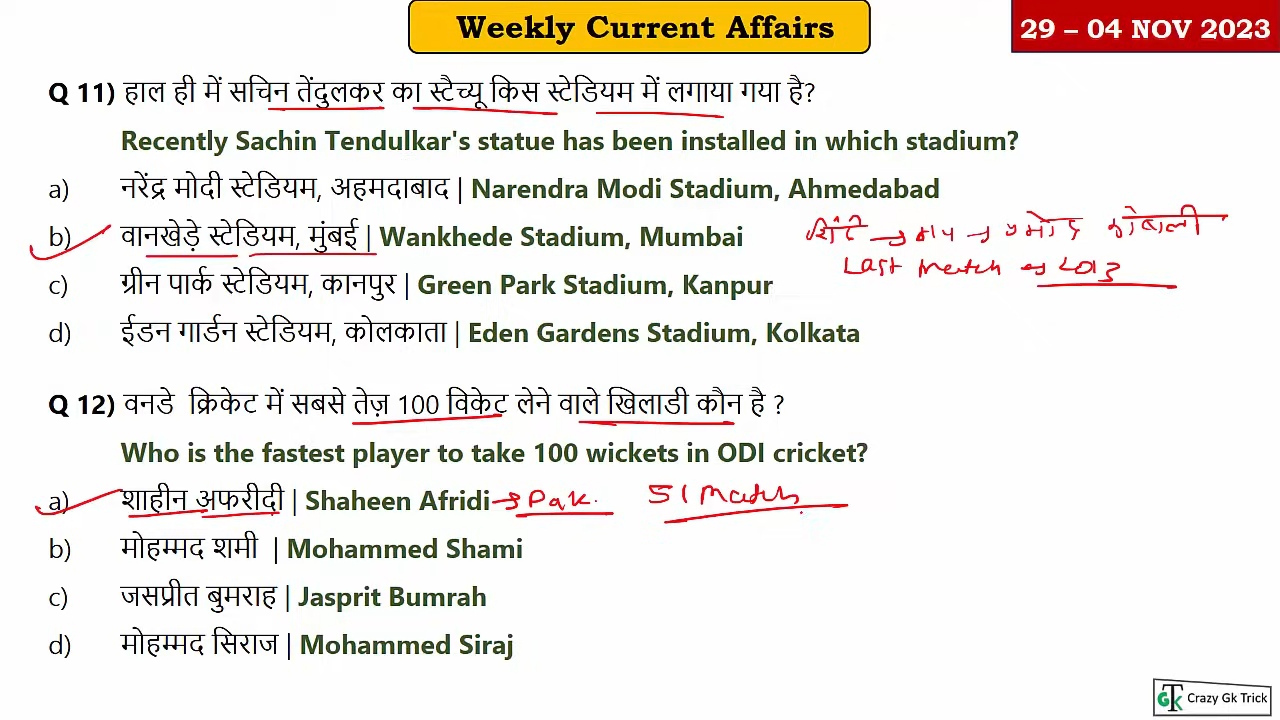 Weekly Current Affairs
29 – 04 NOV 2023
Q 11) हाल ही में सचिन तेंदुलकर का स्टैच्यू किस स्टेडियम में लगाया गया है?
Recently Sachin Tendulkar's statue has been installed in which stadium?
a) नरेंद्र मोदी स्टेडियम, अहमदाबाद | Narendra Modi Stadium, Ahmedabad
b) वानखेड़े स्टेडियम, मुंबई | Wankhede Stadium, Mumbai
Last match
c) ग्रीन पार्क स्टेडियम, कानपुर | Green Park Stadium, Kanpur
d) ईडन गार्डन स्टेडियम, कोलकाता | Eden Gardens Stadium, Kolkata
Q 12) वनडे क्रिकेट में सबसे तेज़ 100 विकेट लेने वाले खिलाडी कौन है ?
Who is the fastest player to take 100 wickets in ODI cricket?
a) शाहीन अफरीदी | Shaheen Afridi → Pak. 51 Match
b) मोहम्मद शमी | Mohammed Shami
c) जसप्रीत बुमराह | Jasprit Bumrah
d) मोहम्मद सिराज | Mohammed Siraj
GTK Crazy Gk Trick